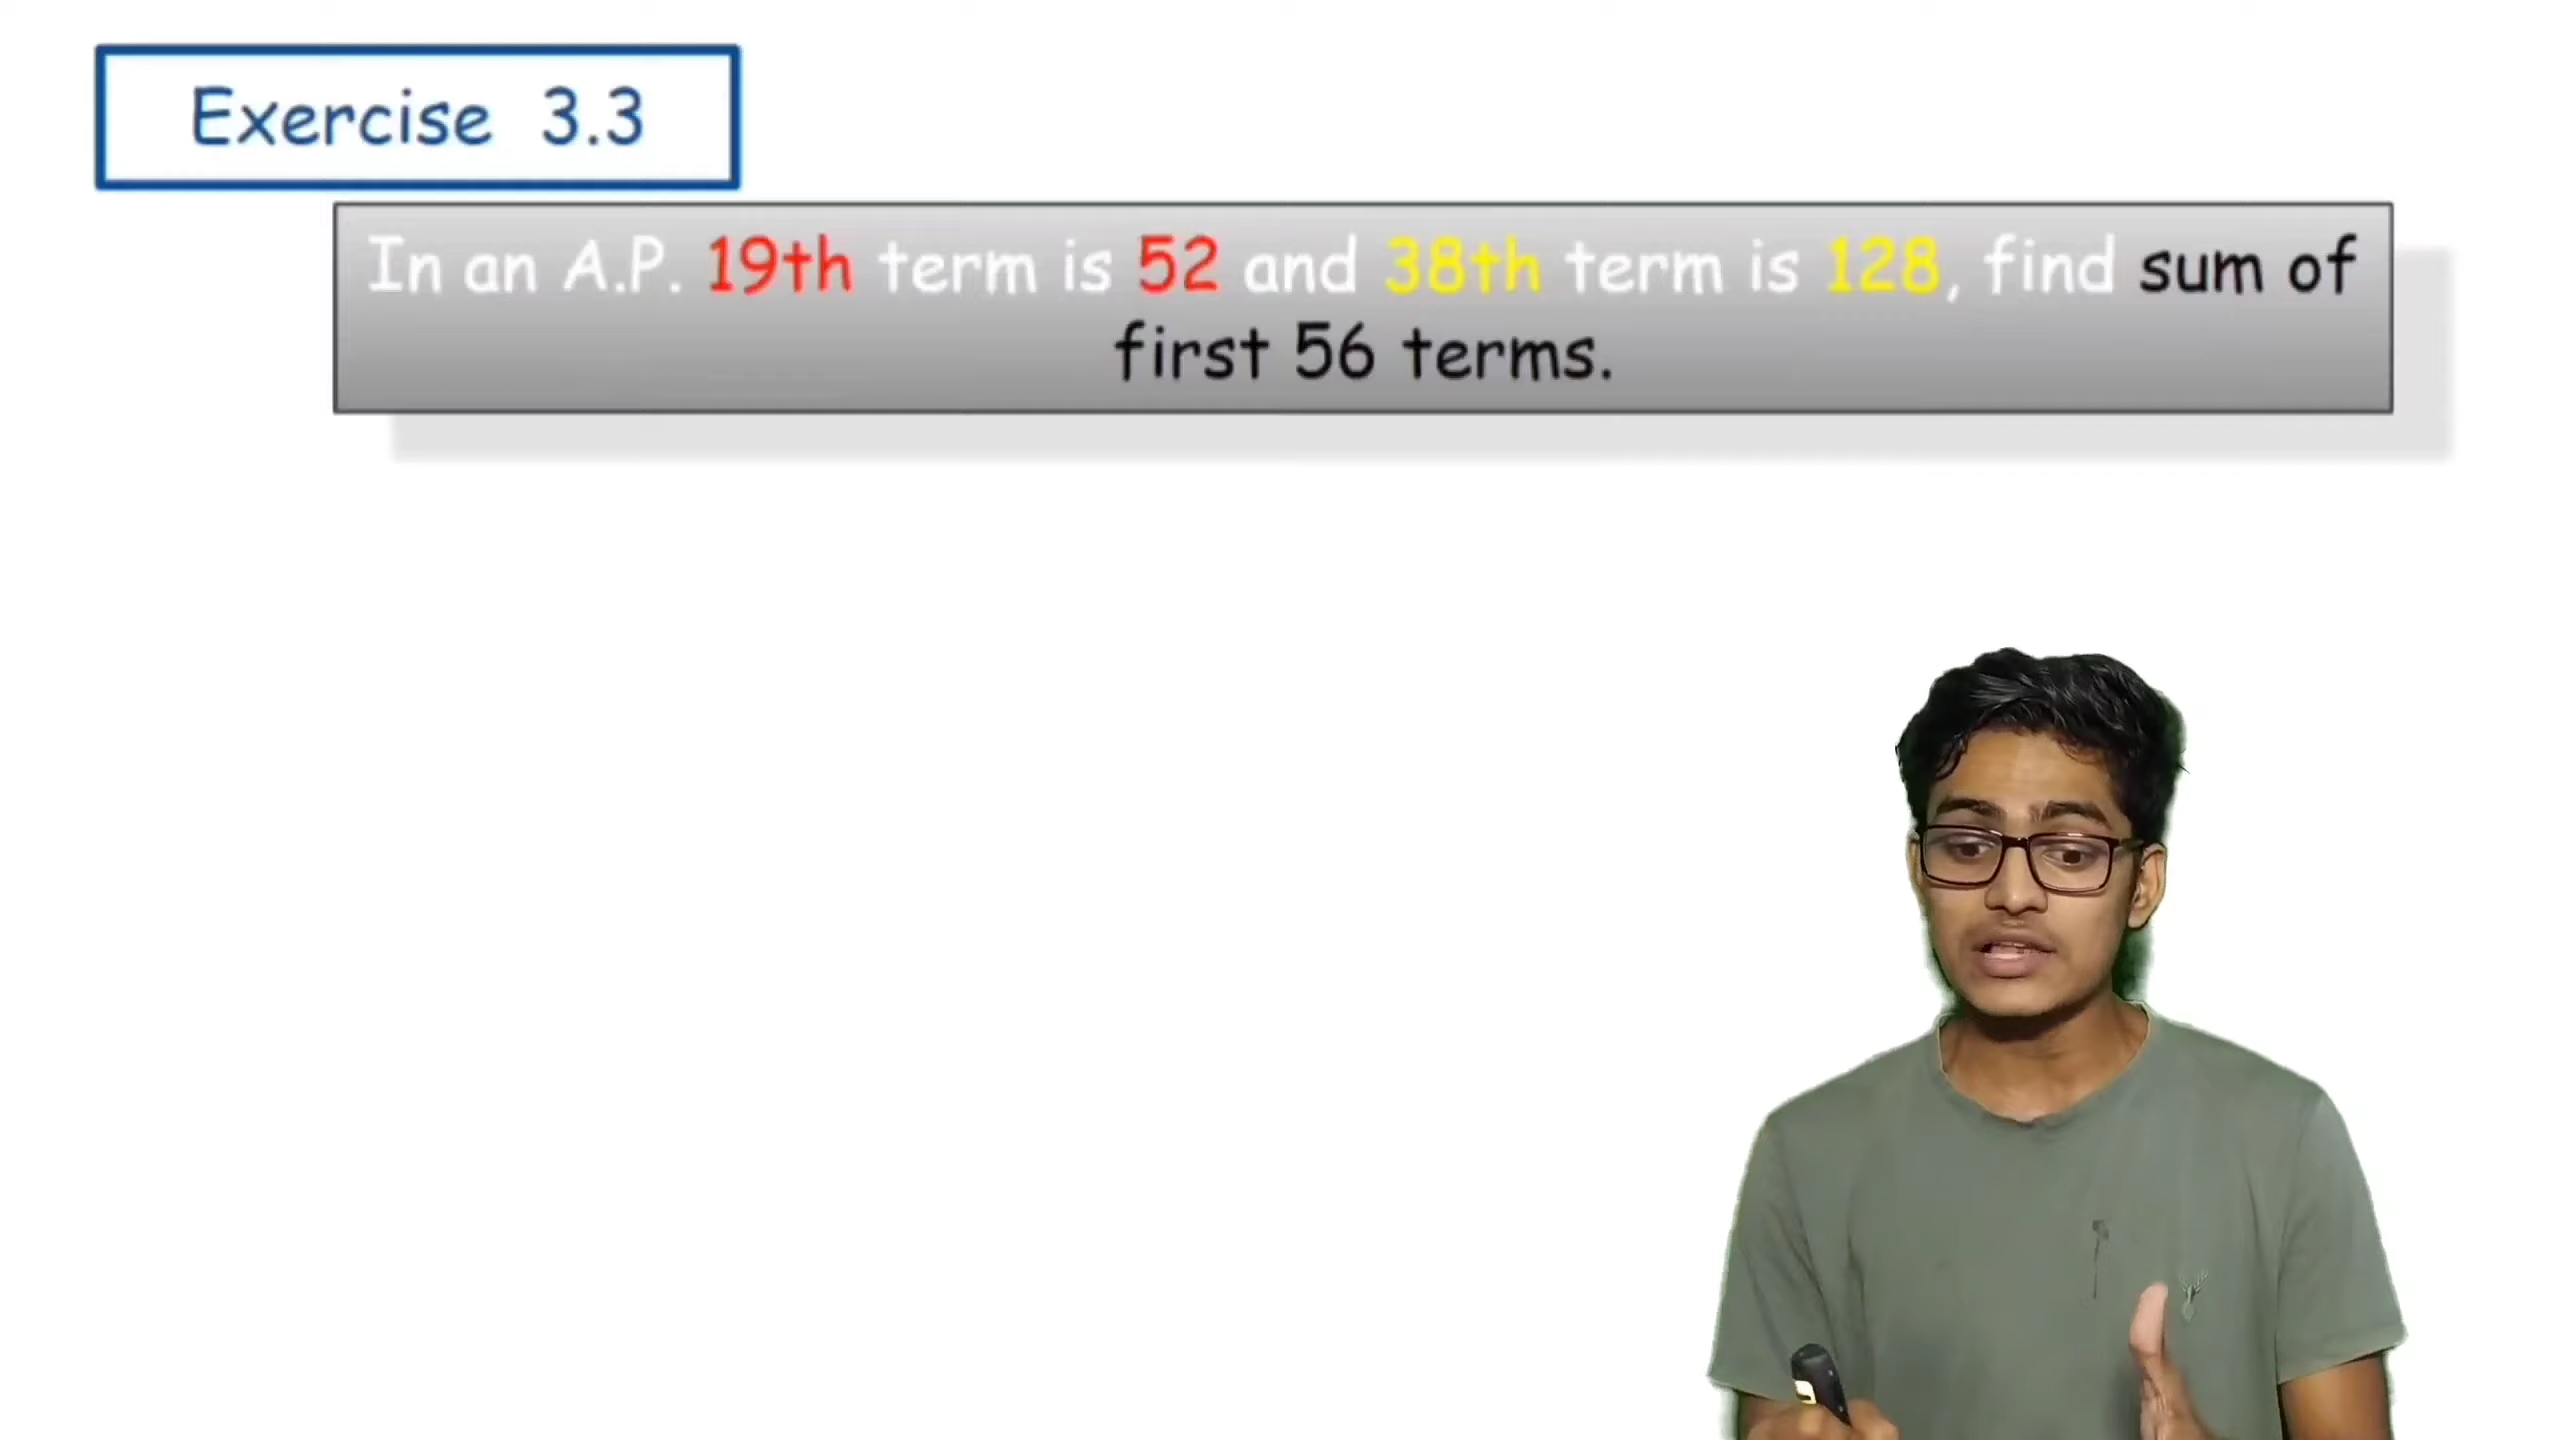 Exercise 3.3
In an A.P. 19th term is 52 and 38th term is 128, find sum of
first 56 terms.